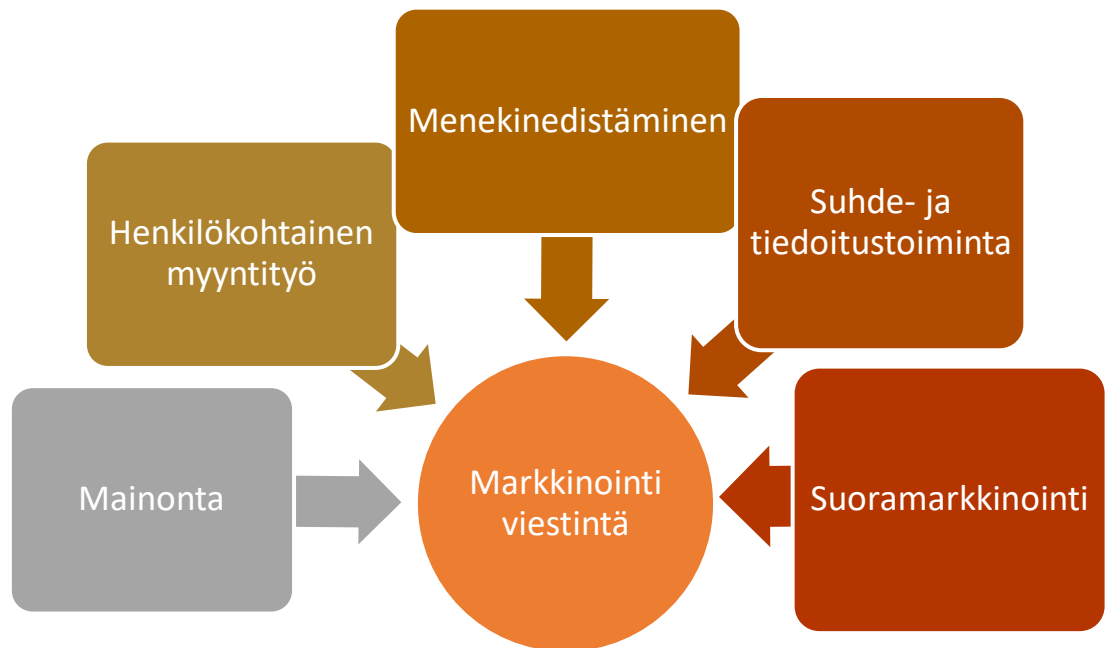 Menekinedistäminen
Suhde- ja
tiedoitustoiminta
Henkilökohtainen
myyntityö
Mainonta
Markkinointi
viestintä
Suoramarkkinointi